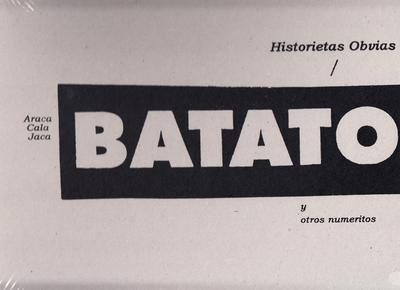 Historietas Obvias
/
Araca
Cala
Jaca
BATATO
y
otros numeritos